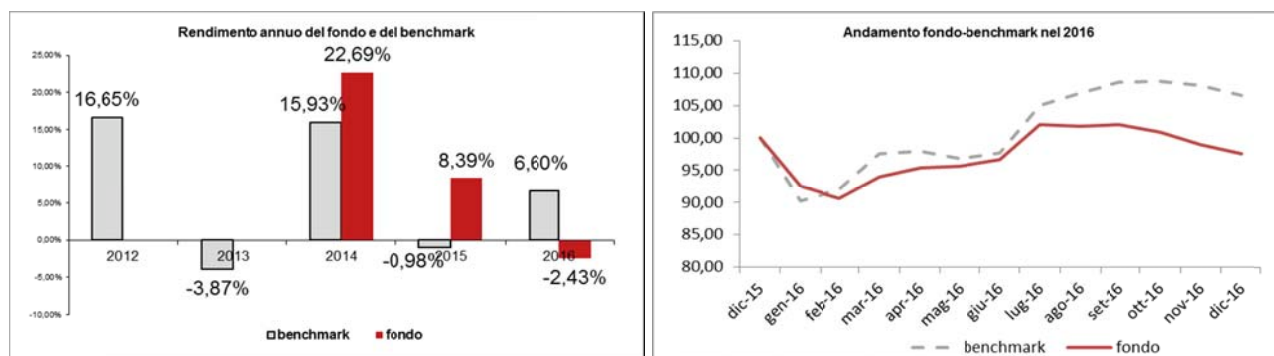 Rendimento annuo del fondo e del benchmark
25,00%
20,00%
15,00%
10,00%
5,00%
0,00%
-5,00%
-10,00%
16,65%
-3,87%
15,93%
22,69%
-0,98%
8,39%
6,60%
-2,43%
2012
2013
2014
2015
2016
benchmark
fondo
Andamento fondo-benchmark nel 2016
115,00
110,00
105,00
100,00
95,00
90,00
85,00
80,00
dic-15
gen-16
feb-16
mar-16
apr-16
mag-16
giu-16
lug-16
ago-16
set-16
ott-16
nov-16
dic-16
benchmark
fondo